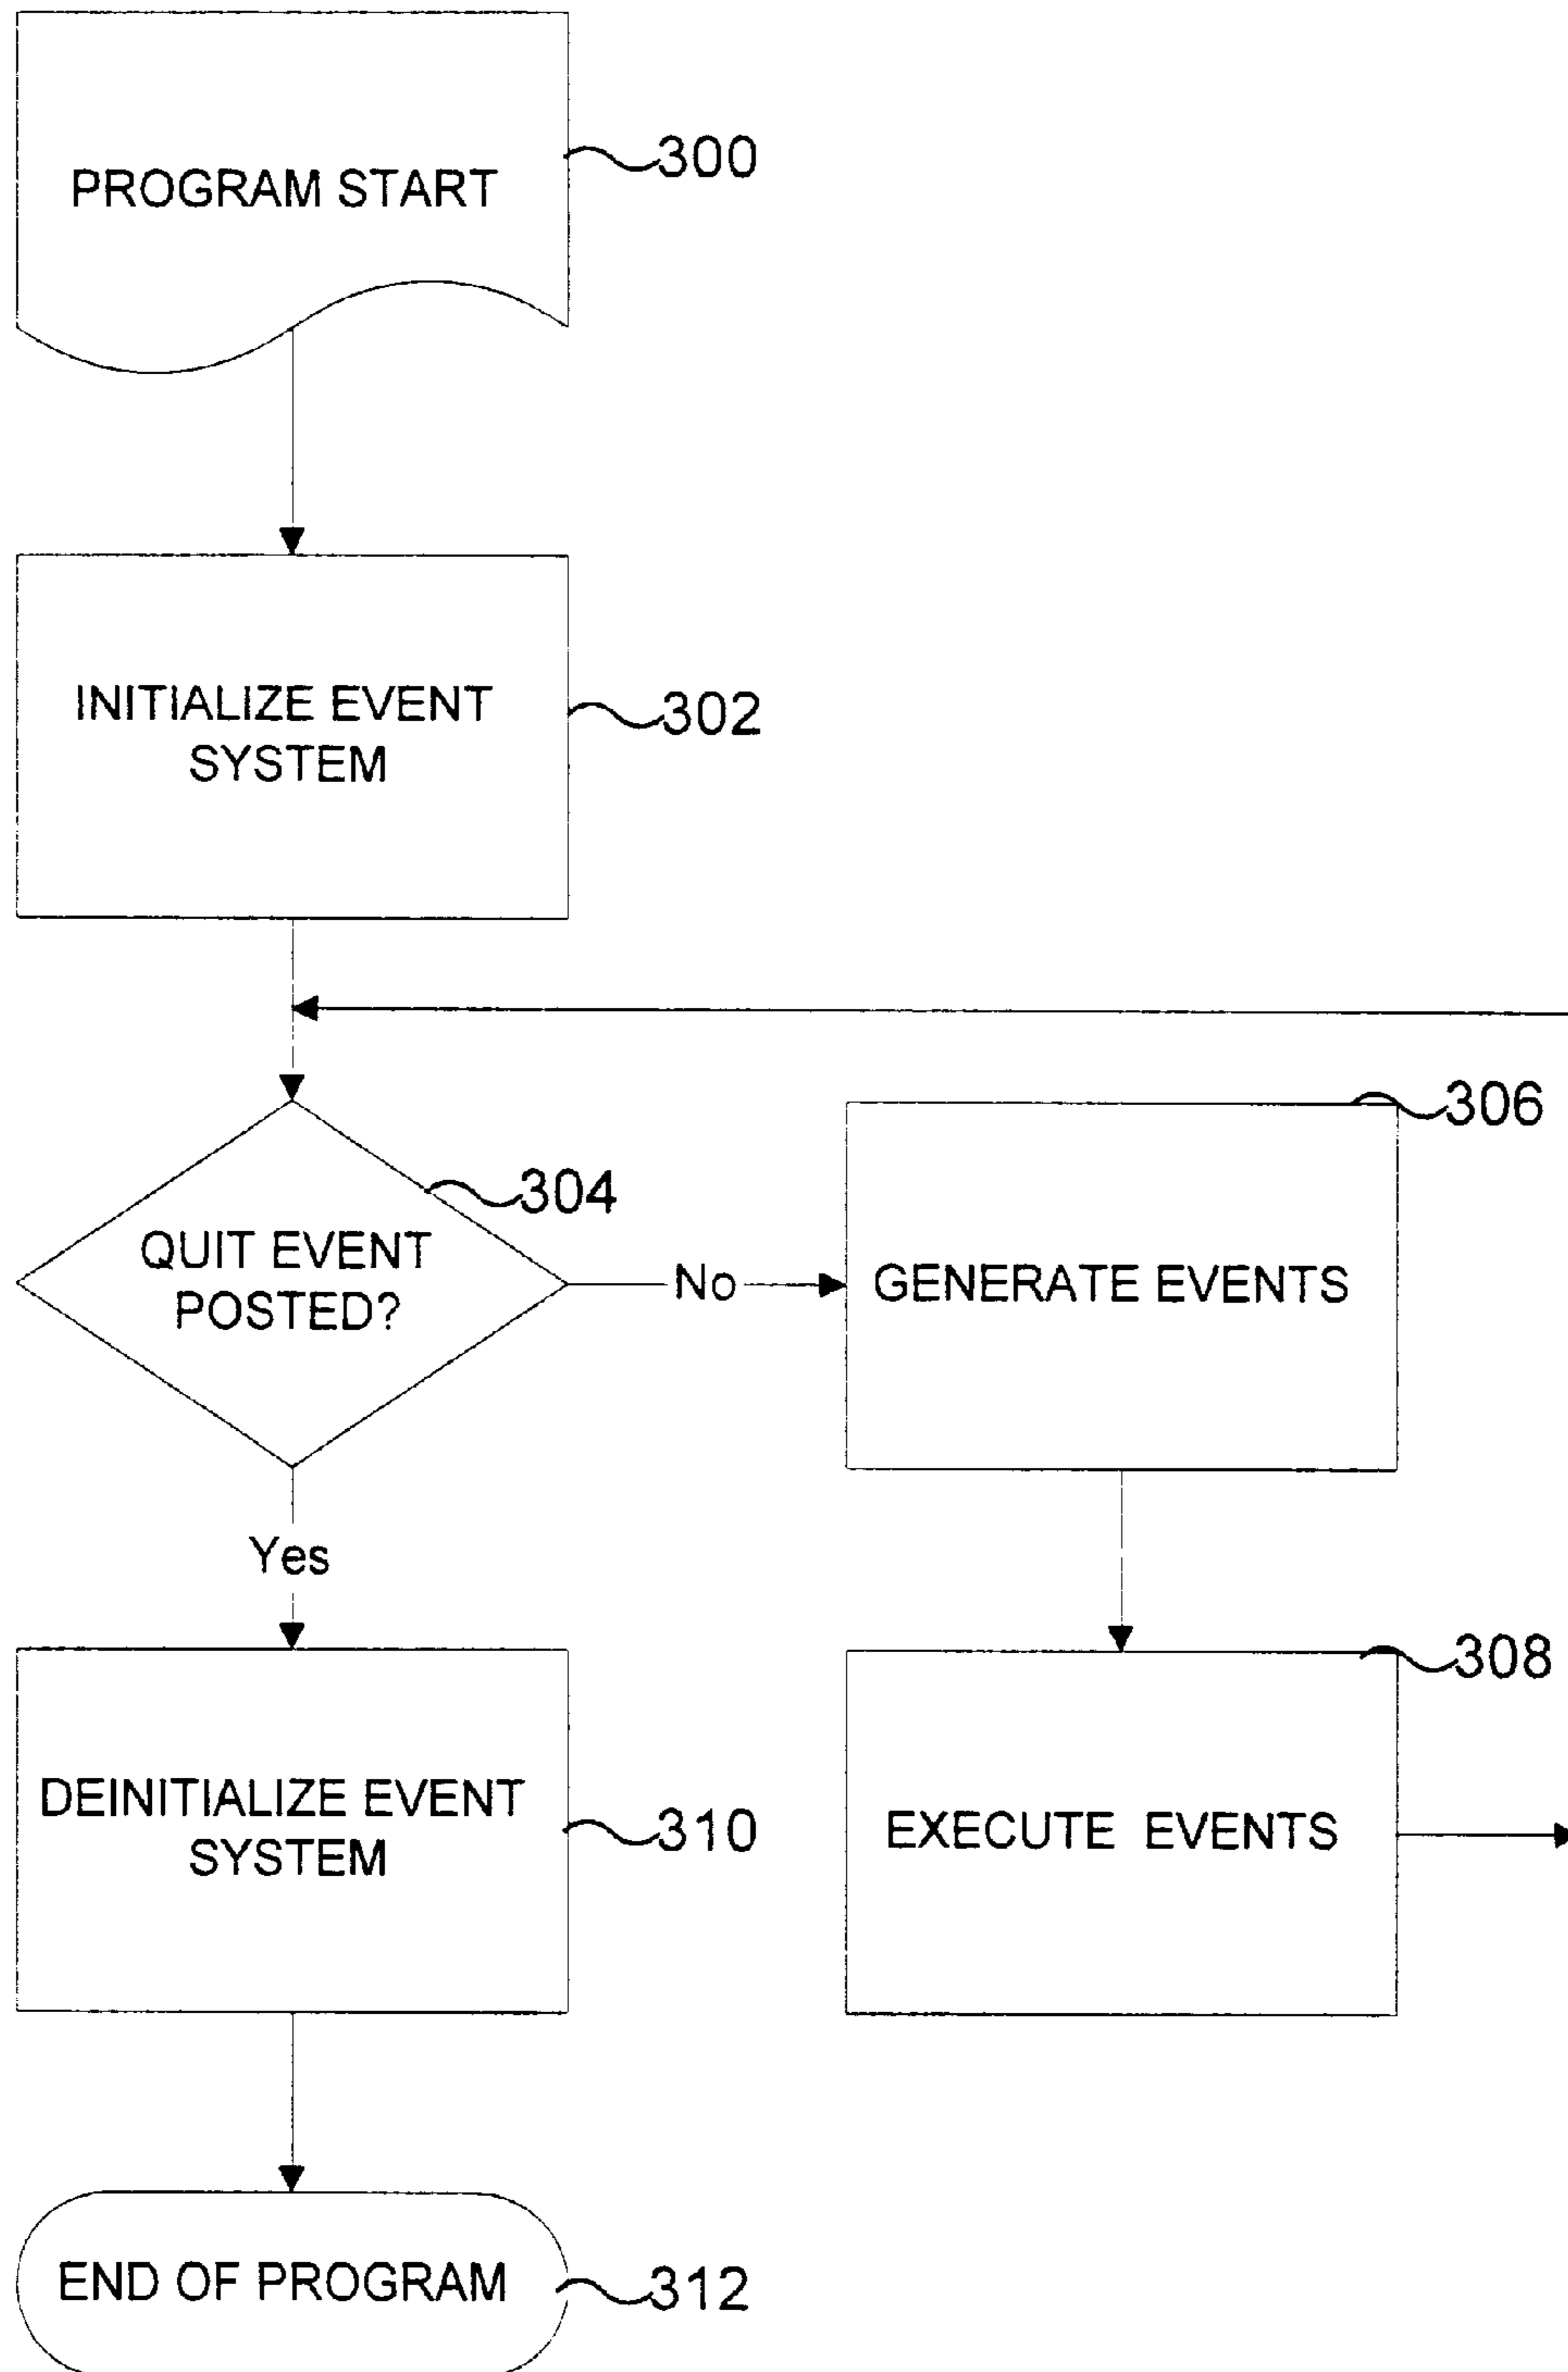 PROGRAM START
300
INITIALIZE EVENT
SYSTEM
302
304
QUIT EVENT
POSTED?
No
306
GENERATE EVENTS
Yes
308
EXECUTE EVENTS
DEINITIALIZE EVENT
SYSTEM
310
END OF PROGRAM
312